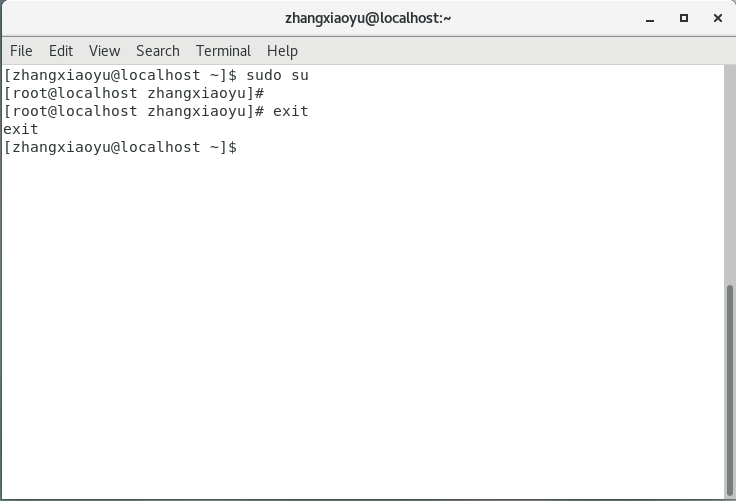 zhangxiaoyu@localhost:~
File Edit View Search Terminal Help
[zhangxiaoyu@localhost ~]$ sudo su
[root@localhost zhangxiaoyu]#
[root@localhost zhangxiaoyu]# exit
exit
[zhangxiaoyu@localhost ~]$